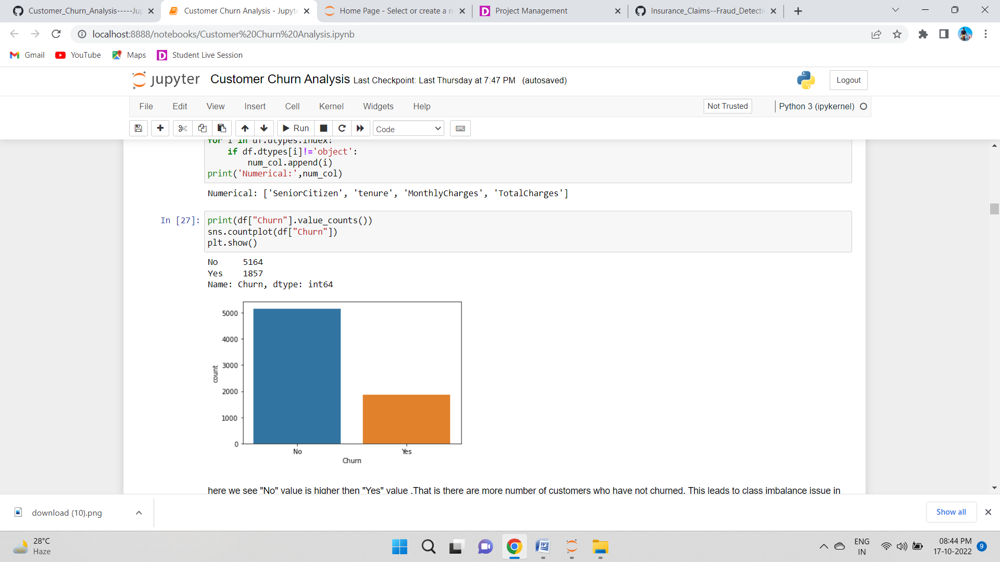 Customer_Churn_Analysis-----Ju
Customer Churn Analysis - Jupyt
Home Page - Select or create a n
Project Management
Insurance_Claims--Fraud_Detecti
localhost:8888/notebooks/Customer%20Churn%20Analysis.ipynb
Gmail YouTube Maps Student Live Session
jupyter Customer Churn Analysis Last Checkpoint: Last Thursday at 7:47 PM (autosaved)
Logout
File Edit View Insert Cell Kernel Widgets Help
Not Trusted Python 3 (ipykernel)
Run Code
for i in df.dtypes.index:
if df.dtypes[i]!='object':
num_col.append(i)
print('Numerical:',num_col)
Numerical: ['SeniorCitizen', 'tenure', 'MonthlyCharges', 'TotalCharges']
In [27]: print(df["Churn"].value_counts())
sns.countplot(df["Churn"])
plt.show()
No 5164
Yes 1857
Name: Churn, dtype: int64
5000
4000
3000
count
2000
1000
0
No Yes
Churn
here we see "No" value is higher then "Yes" value .That is there are more number of customers who have not churned. This leads to class imbalance issue in
download (10).png
Show all
28°C
Haze
ENG
IN
08:44 PM
17-10-2022
9